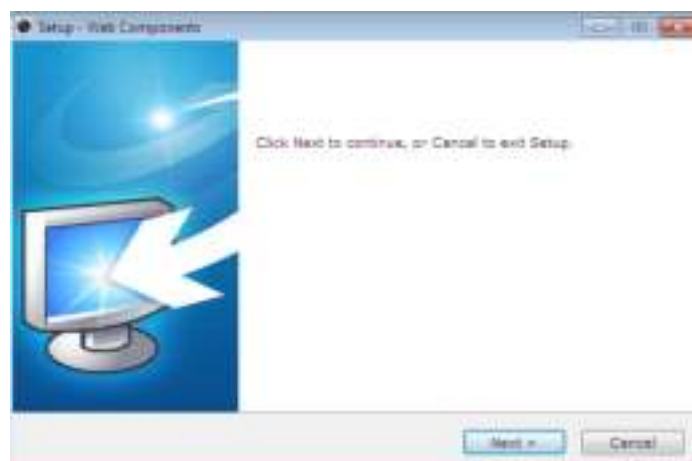 Setup - Web Components
Click Next to continue, or Cancel to exit Setup.
Next >
Cancel